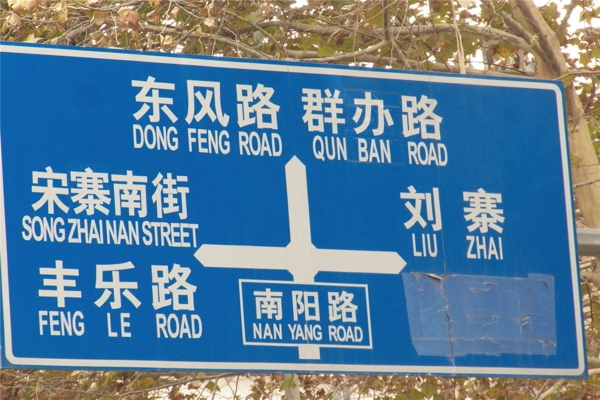 东风路 群办路
DONG FENG ROAD QUN BAN ROAD
宋寨南街
SONG ZHAI NAN STREET
刘寨
LIU ZHAI
丰乐路
FENG LE ROAD
南阳路
NAN YANG ROAD